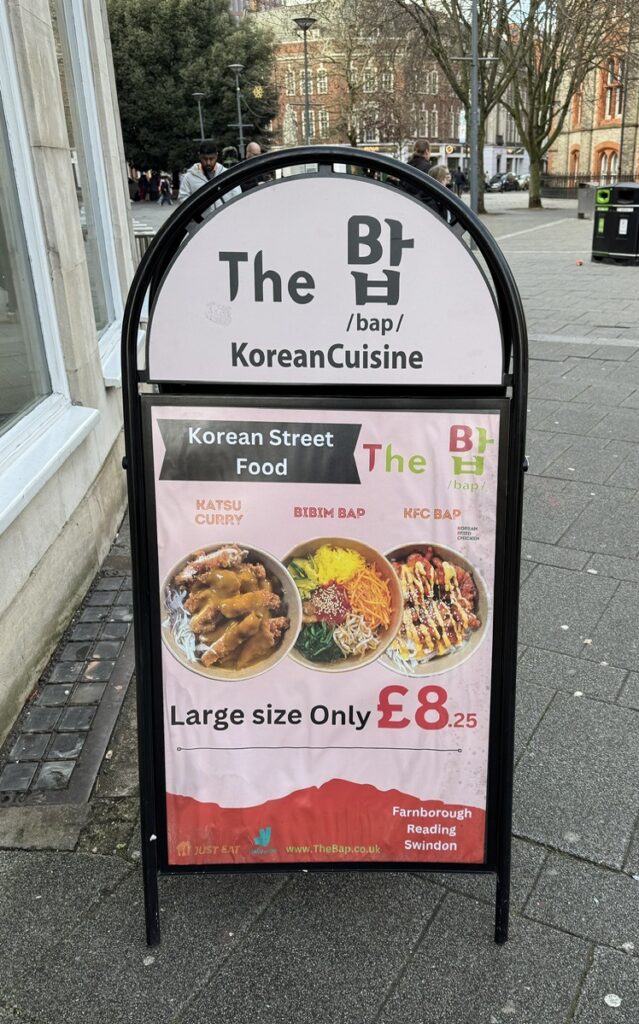 The 밥
/bap/
KoreanCuisine
Korean Street
Food
The 밥
/bap/
KATSU
CURRY
BIBIM BAP
KFC BAP
KOREAN
FRIED
CHICKEN
Large size Only £8.25
Farnborough
Reading
Swindon
JUST EAT
www.TheBap.co.uk